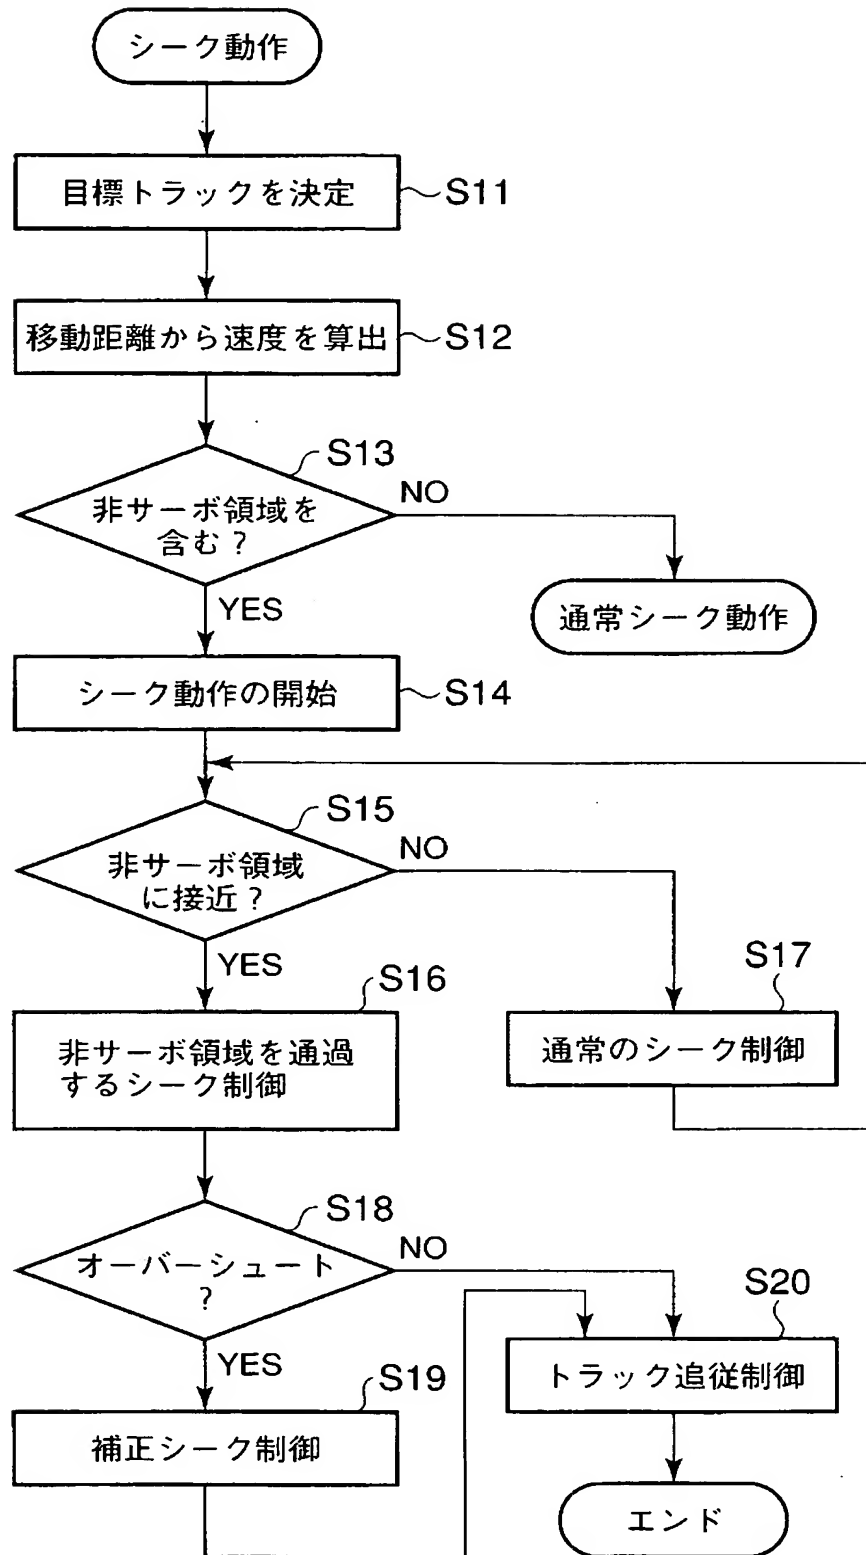 シーク動作
目標トラックを決定
S11
移動距離から速度を算出
S12
S13
非サーボ領域を
含む？
NO
YES
通常シーク動作
シーク動作の開始
S14
S15
非サーボ領域
に接近？
NO
YES
S16
S17
非サーボ領域を通過
するシーク制御
通常のシーク制御
S18
オーバーシュート
？
NO
YES
S20
トラック追従制御
S19
補正シーク制御
エンド